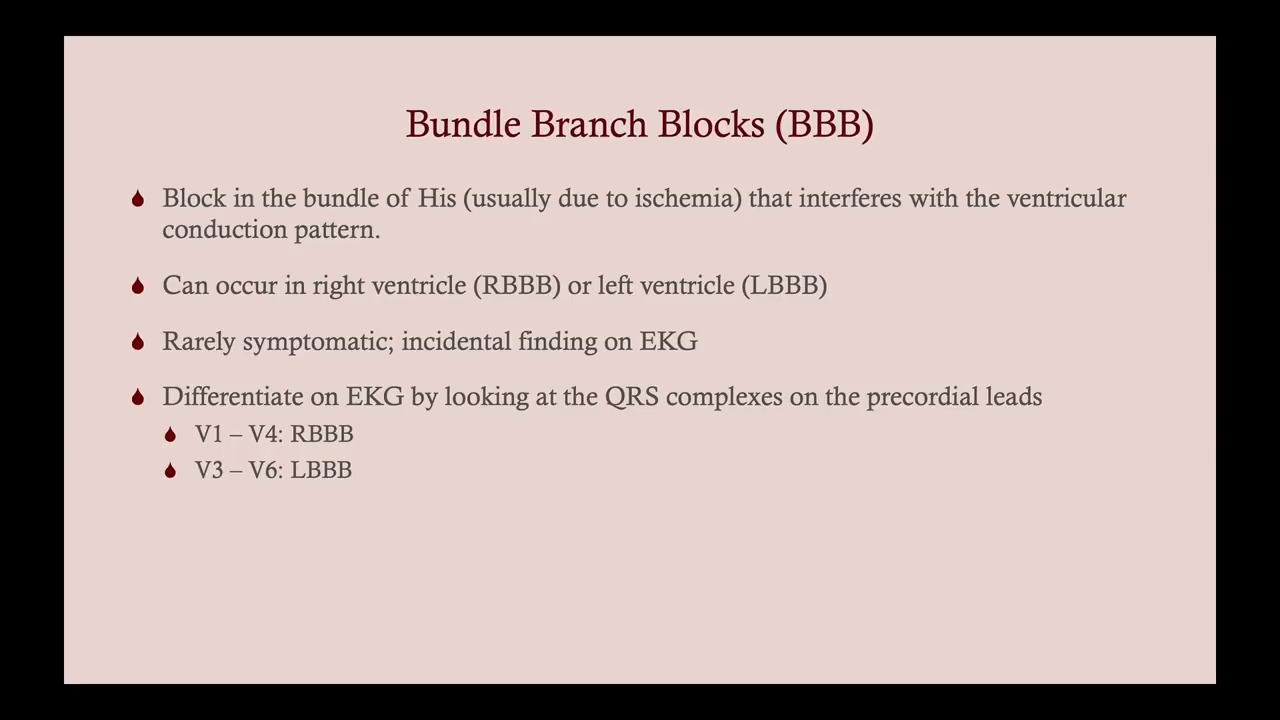 Bundle Branch Blocks (BBB)
Block in the bundle of His (usually due to ischemia) that interferes with the ventricular
conduction pattern.
Can occur in right ventricle (RBBB) or left ventricle (LBBB)
Rarely symptomatic; incidental finding on EKG
Differentiate on EKG by looking at the QRS complexes on the precordial leads
V1 – V4: RBBB
V3 – V6: LBBB